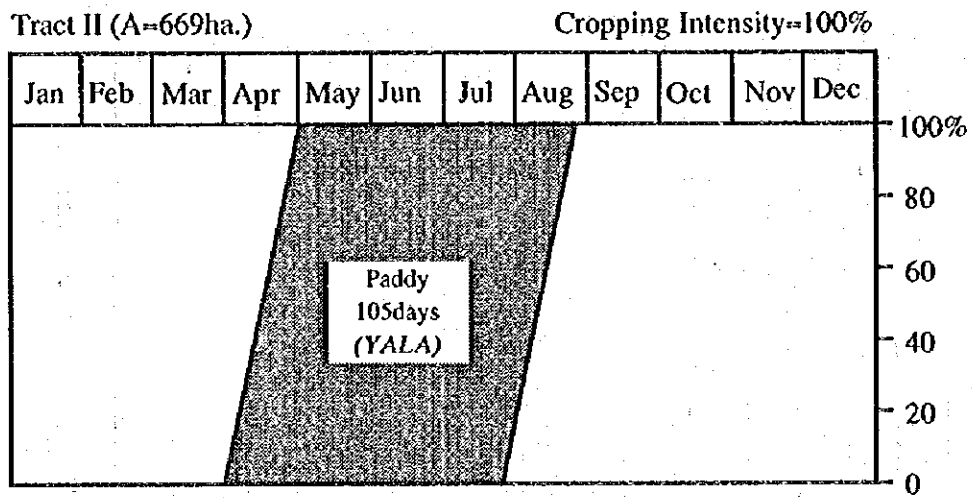 Tract II (A=669ha.) Cropping Intensity=100%
Jan Feb Mar Apr May Jun Jul Aug Sep Oct Nov Dec
100%
80
60
Paddy
105days
(YALA)
40
20
0